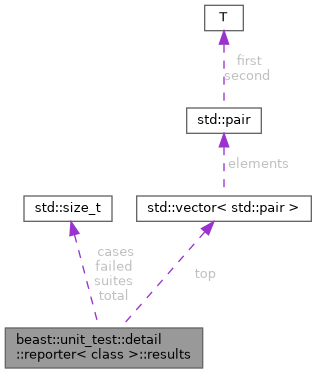 T
first
second
std::pair
elements
std::size_t
std::vector< std::pair >
cases
failed
suites
total
top
beast::unit_test::detail
::reporter< class >::results